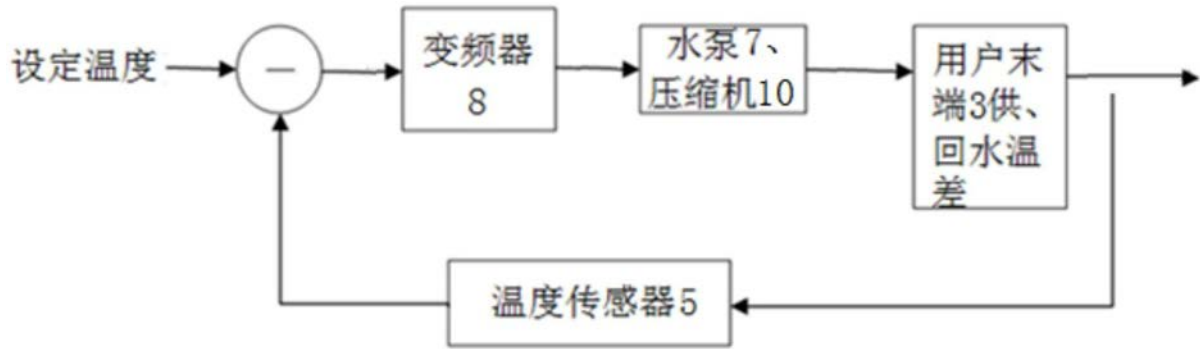 设定温度
—
变频器
8
水泵7、
压缩机10
用户末
端3供、
回水温
差
温度传感器5